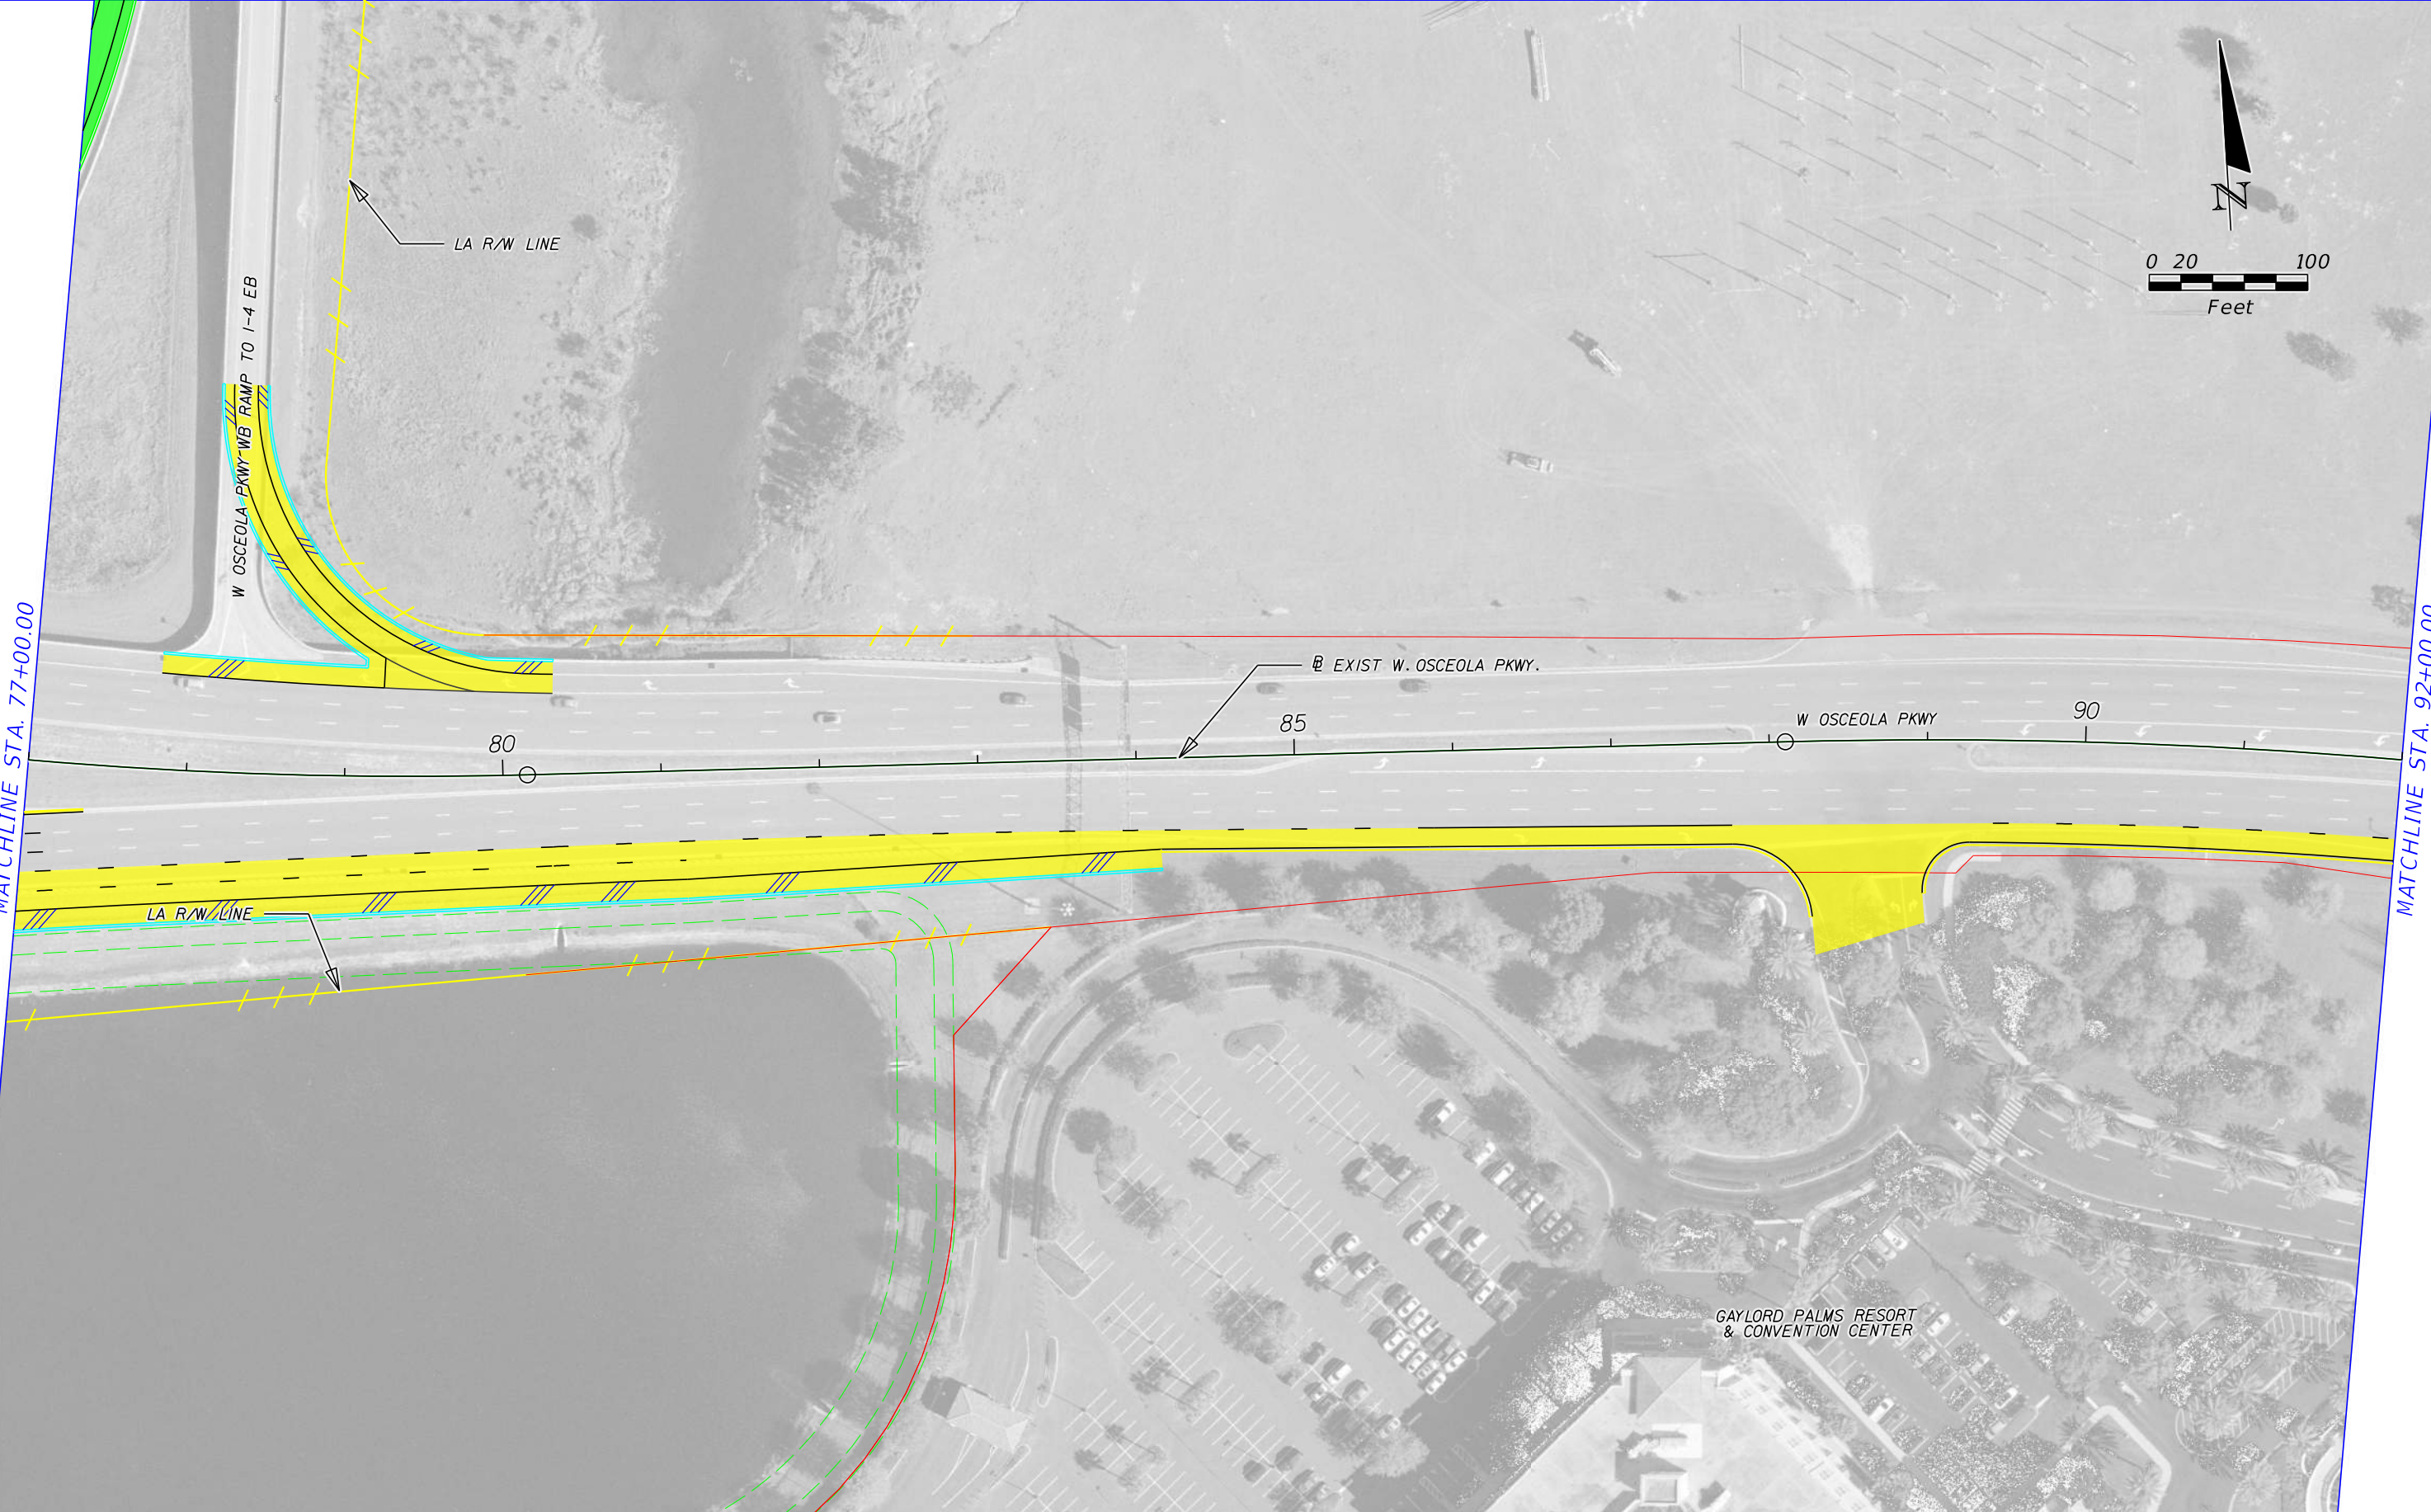 LA R/W LINE
N
0 20 100
Feet
W OSCEOLA PKWY WB RAMP TO I-4 EB
MATCHLINE STA. 77+00.00
MATCHLINE STA. 92+00.00
℄ EXIST W. OSCEOLA PKWY.
W OSCEOLA PKWY
80
85
90
LA R/W LINE
GAYLORD PALMS RESORT
& CONVENTION CENTER